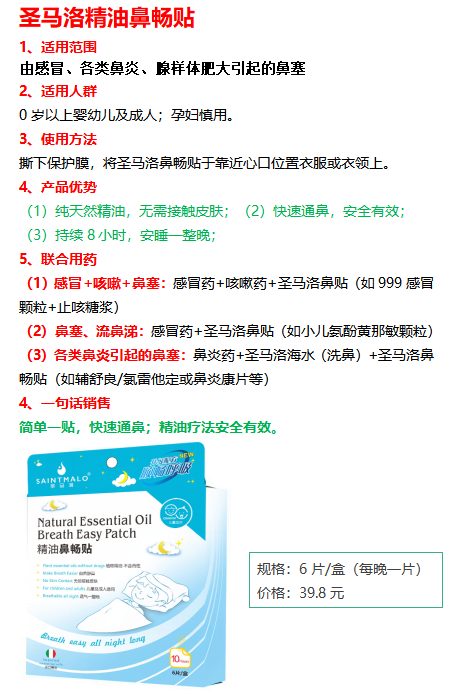 圣马洛精油鼻畅贴
1、适用范围
由感冒、各类鼻炎、腺样体肥大引起的鼻塞
2、适用人群
0 岁以上婴幼儿及成人；孕妇慎用。
3、使用方法
撕下保护膜，将圣马洛鼻畅贴于靠近心口位置衣服或衣领上。
4、产品优势
（1）纯天然精油，无需接触皮肤；（2）快速通鼻，安全有效；
（3）持续 8 小时，安睡一整晚；
5、联合用药
（1）感冒+咳嗽+鼻塞：感冒药+咳嗽药+圣马洛鼻贴（如 999 感冒
颗粒+止咳糖浆）
（2）鼻塞、流鼻涕：感冒药+圣马洛鼻贴（如小儿氨酚黄那敏颗粒）
（3）各类鼻炎引起的鼻塞：鼻炎药+圣马洛海水（洗鼻）+圣马洛鼻
畅贴（如辅舒良/氯雷他定或鼻炎康片等）
4、一句话销售
简单一贴，快速通鼻；精油疗法安全有效。
SAINTMALO
圣马洛
NEW
Natural Essential Oil
Breath Easy Patch
精油鼻畅贴
Breath easy all night long
6片/盒
规格：6 片/盒（每晚一片）
价格：39.8 元